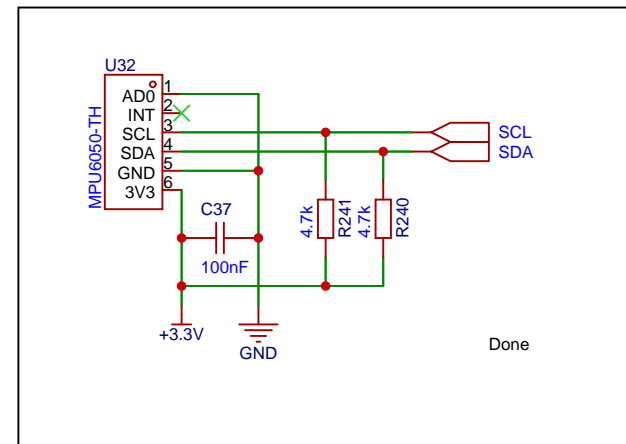 U32
MPU6050-TH
AD0 1
INT 2
SCL 3
SDA 4
GND 5
3V3 6
SCL
SDA
C37
100nF
4.7k
R241
4.7k
R240
+3.3V
GND
Done